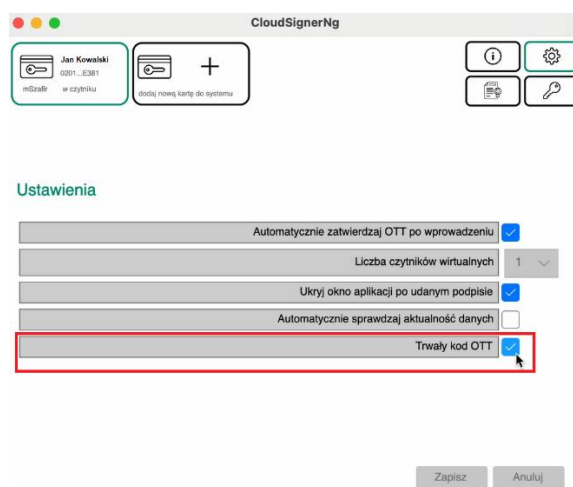 CloudSignerNg
Jan Kowalski
0201...E381
mSzafir w czytniku
dodaj nową kartę do systemu
Ustawienia
Automatycznie zatwierdzaj OTT po wprowadzeniu
Liczba czytników wirtualnych 1
Ukryj okno aplikacji po udanym podpisie
Automatycznie sprawdzaj aktualność danych
Trwały kod OTT
Zapisz Anuluj